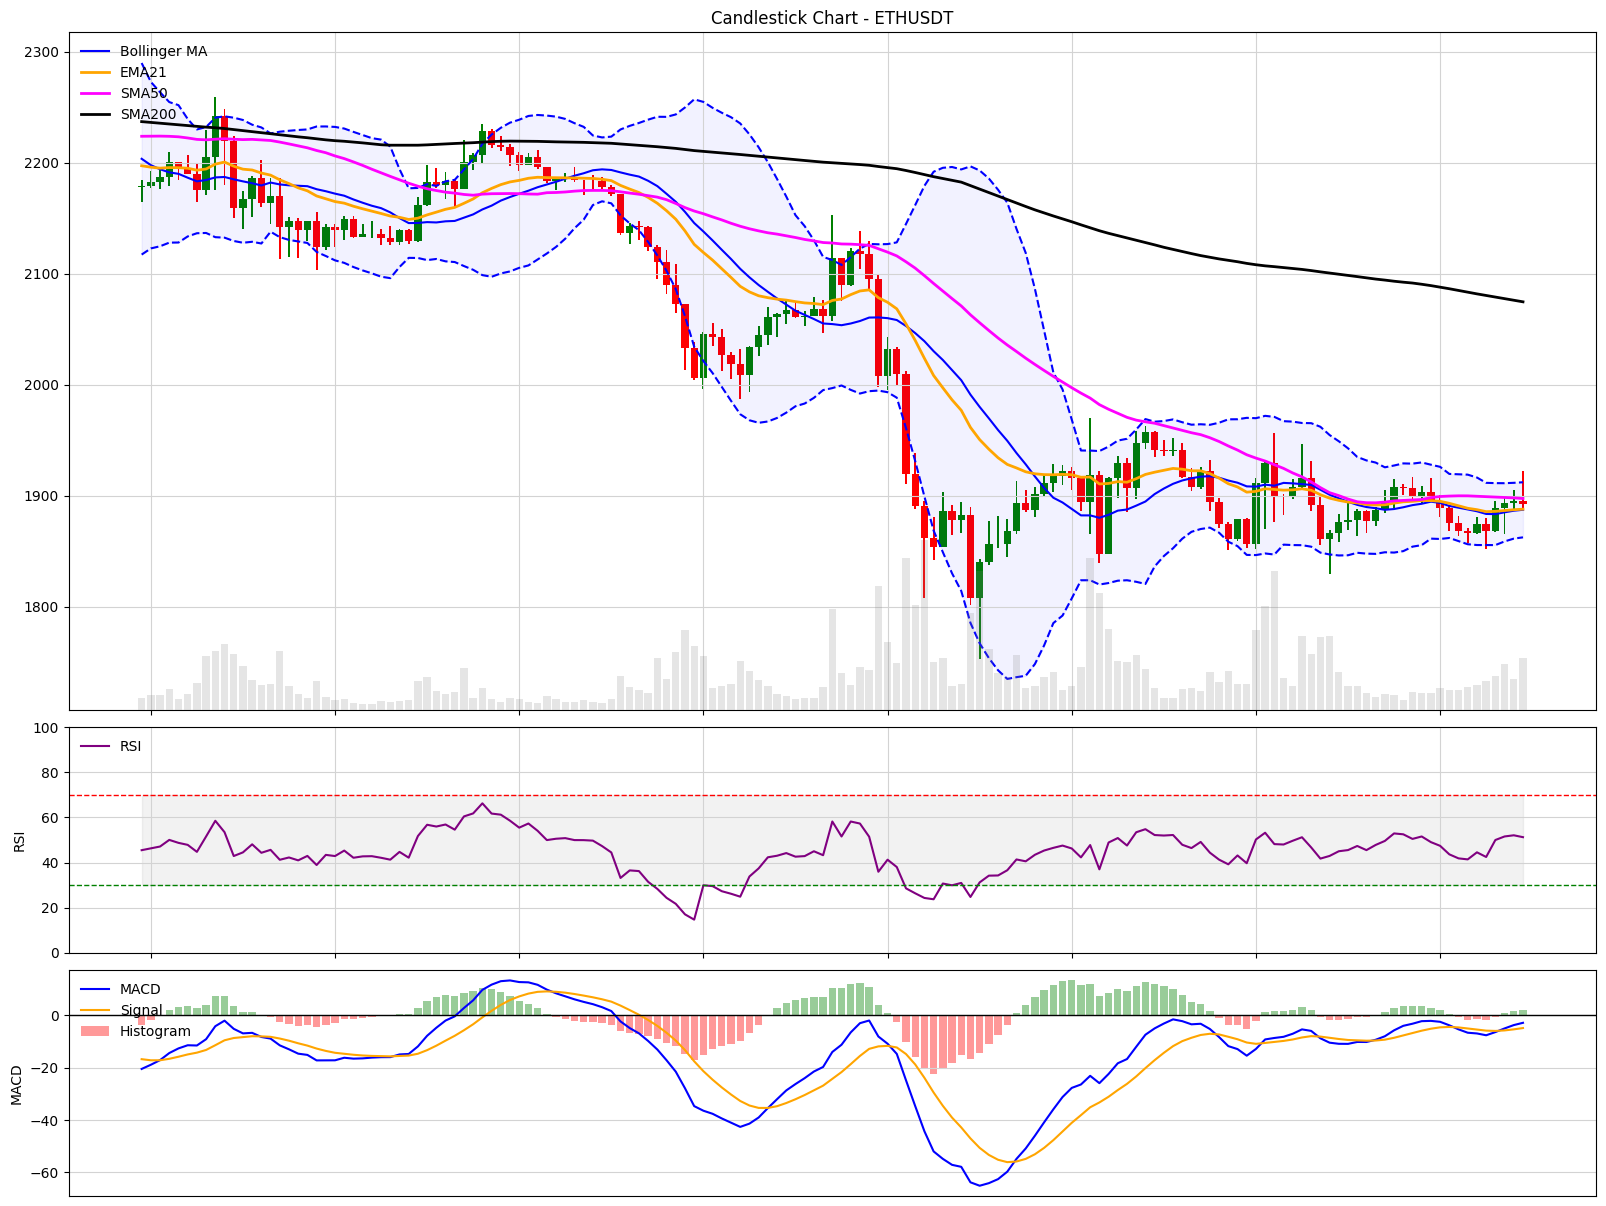 Candlestick Chart - ETHUSDT
2300
2200
2100
2000
1900
1800
Bollinger MA
EMA21
SMA50
SMA200
100
80
60
40
20
0
RSI
RSI
0
−20
−40
−60
MACD
MACD
Signal
Histogram